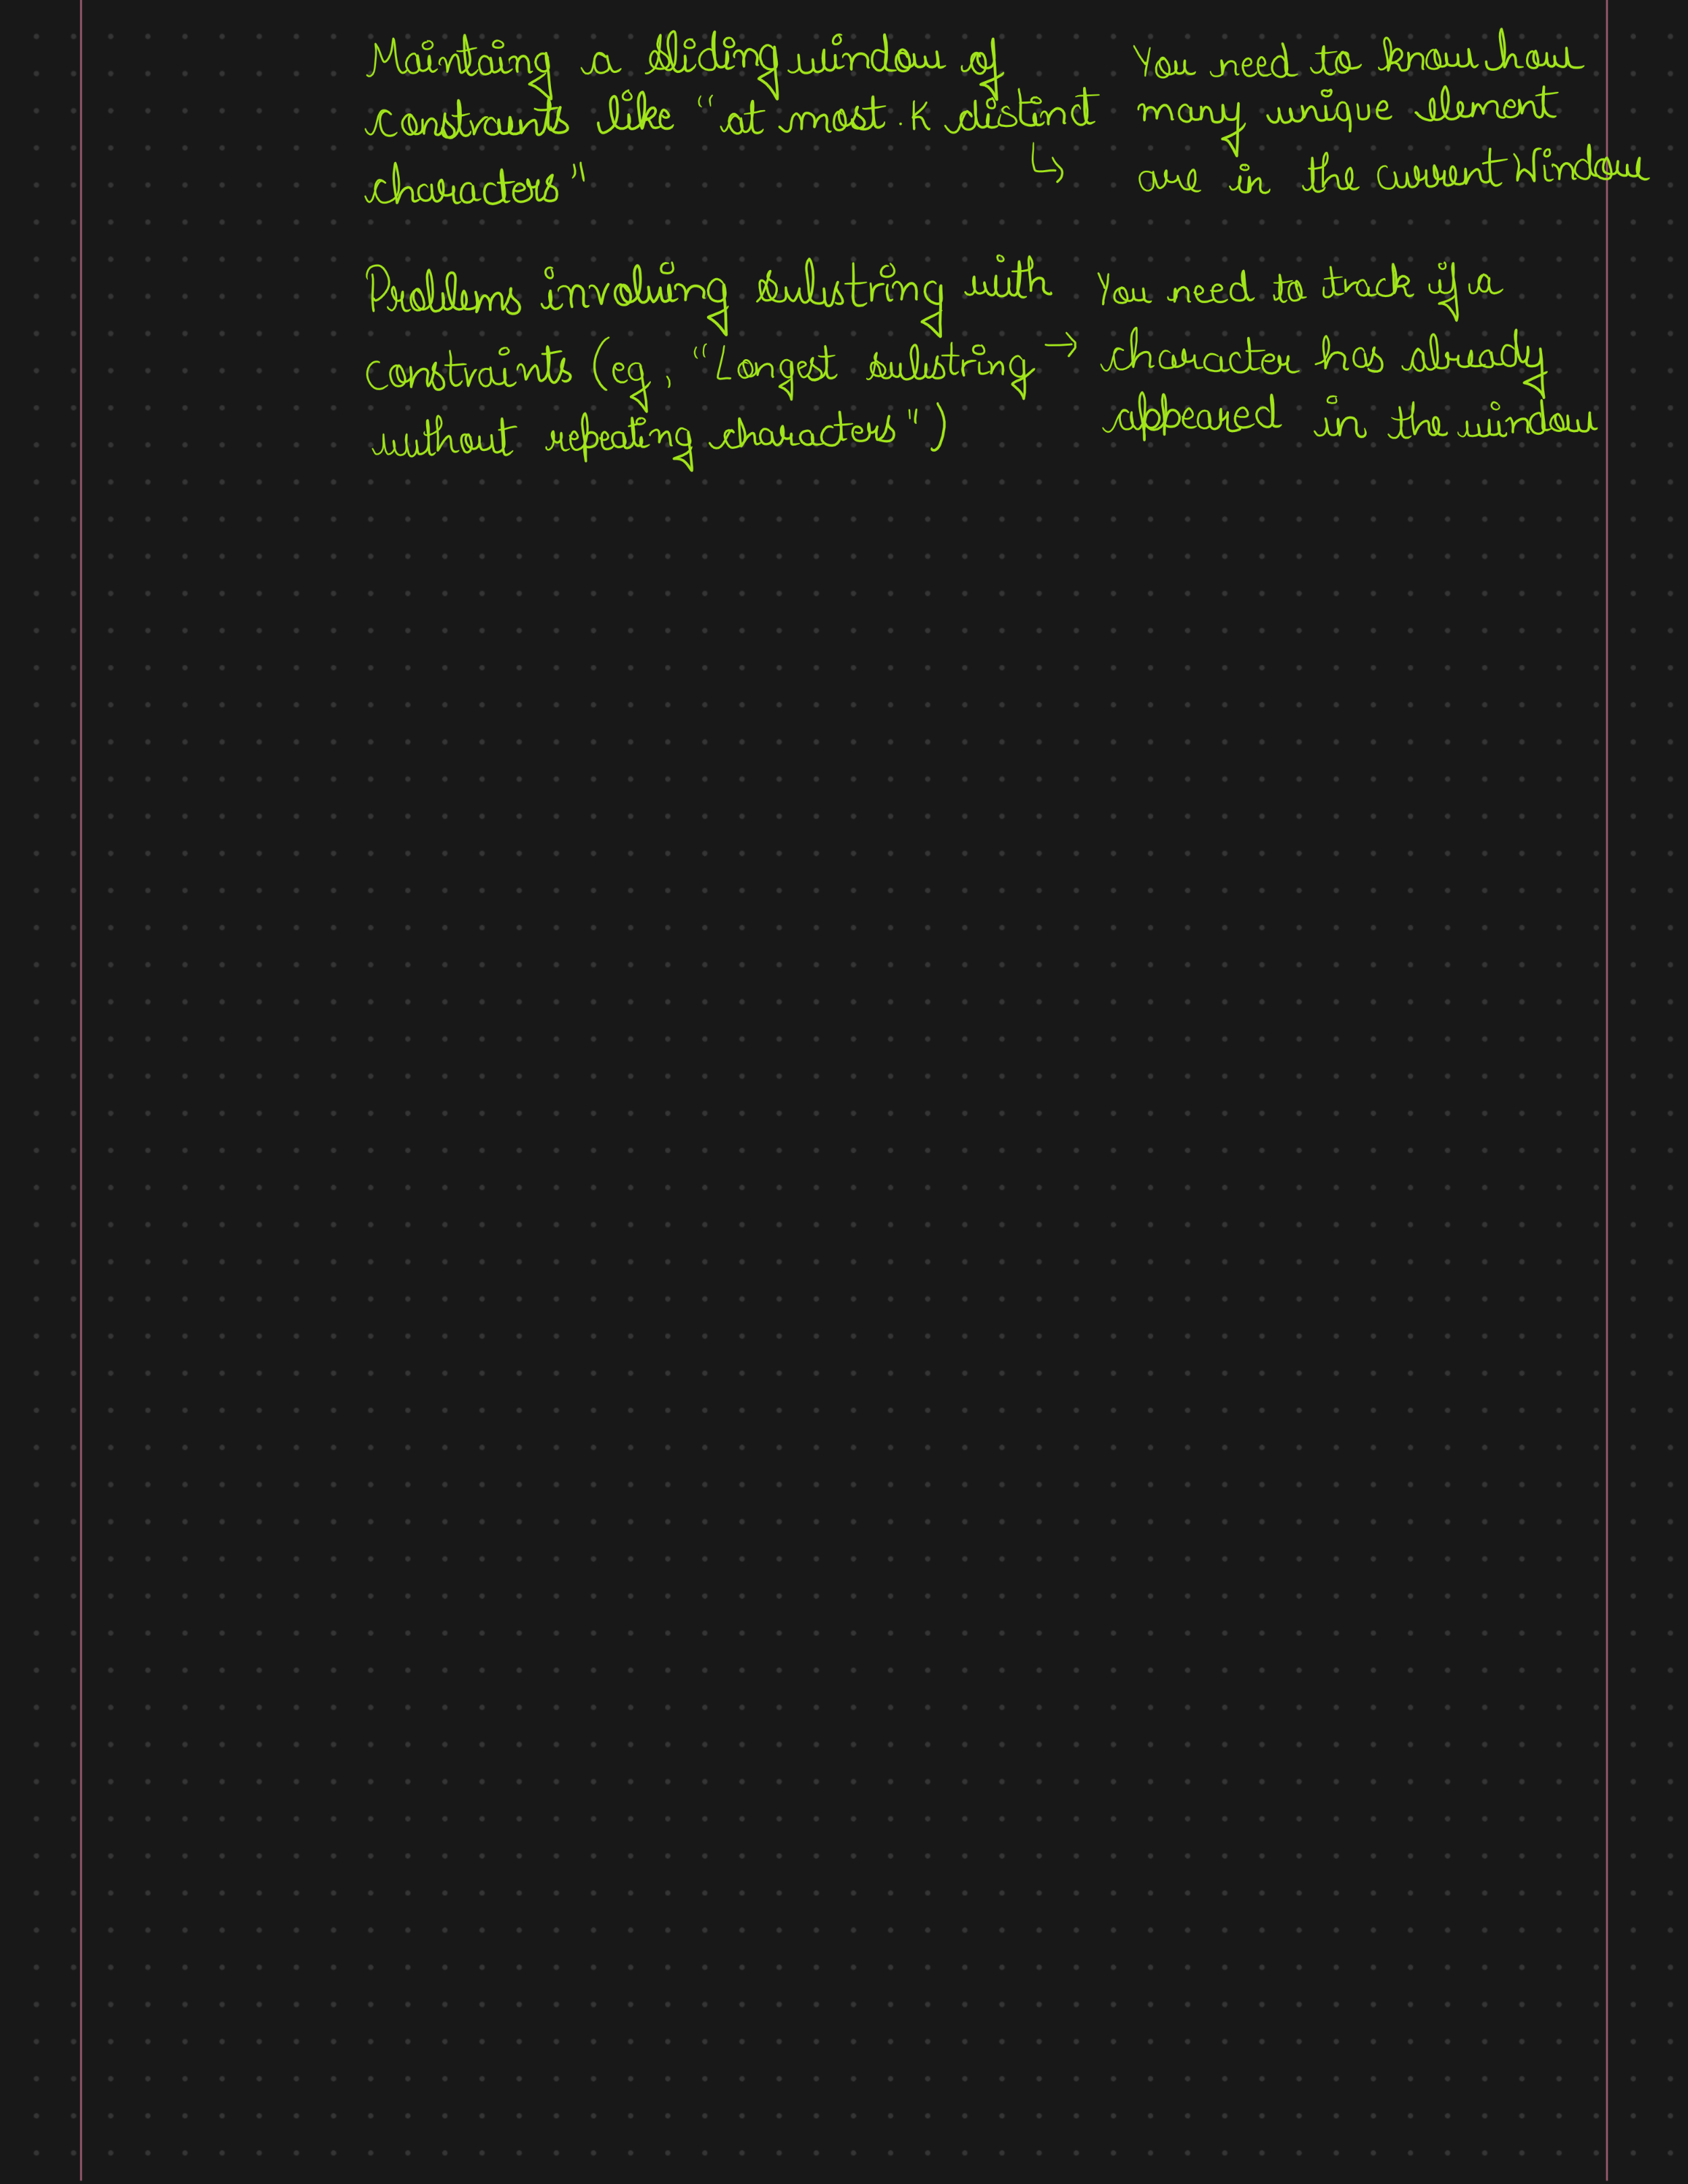 Maintaing a sliding window of
constraints like "at most. K distinct
characters"
↳ You need to know how
many unique element
are in the current Window
Problems involving substring with
constraints (eg, "Longest substring
without repeating characters")
→ You need to track if a
character has already
appeared in the window